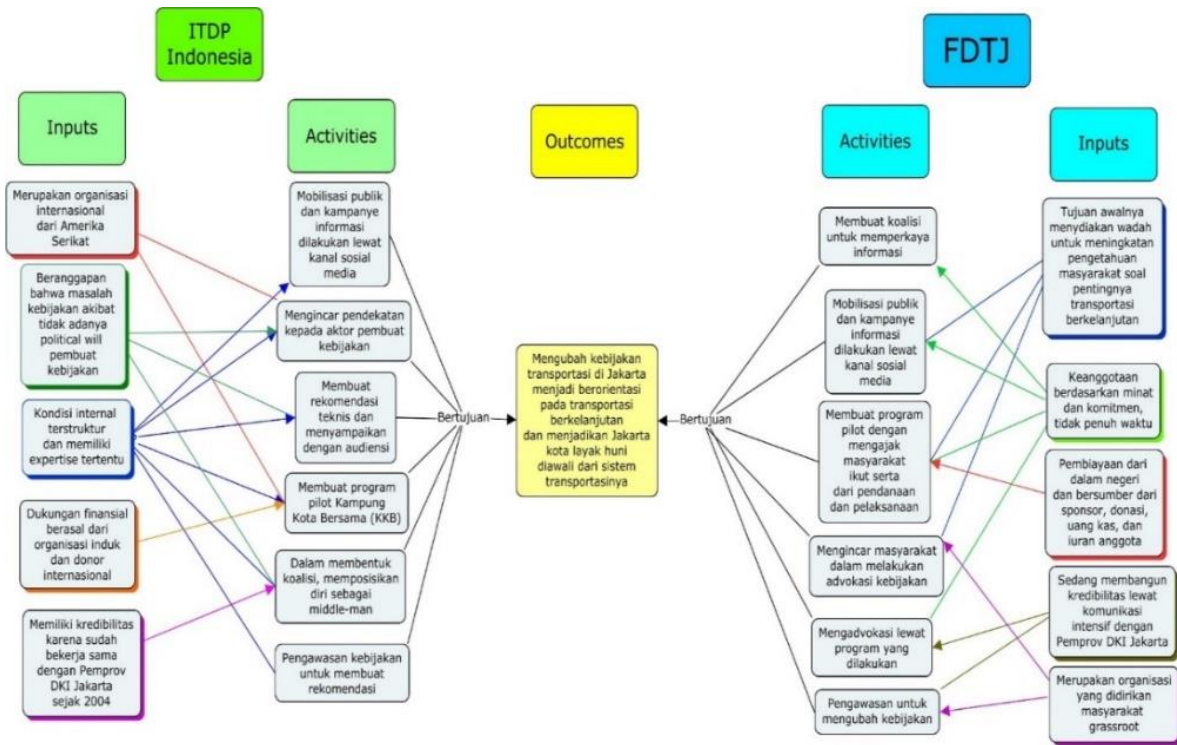 ITDP
Indonesia
Inputs
Merupakan organisasi
internasional
dari Amerika
Serikat
Beranggapan
bahwa masalah
kebijakan akibat
tidak adanya
political will
pembuat
kebijakan
Kondisi internal
terstruktur
dan memiliki
expertise tertentu
Dukungan finansial
berasal dari
organisasi induk
dan donor
internasional
Memiliki kredibilitas
karena sudah
bekerja sama
dengan Pemprov
DKI Jakarta
sejak 2004
Activities
Mobilisasi publik
dan kampanye
informasi
dilakukan lewat
kanal sosial
media
Mengincar pendekatan
kepada aktor pembuat
kebijakan
Membuat
rekomendasi
teknis dan
menyampaikan
dengan audiensi
Membuat program
pilot Kampung
Kota Bersama (KKB)
Dalam membentuk
koalisi, memposisikan
diri sebagai
middle-man
Pengawasan kebijakan
untuk membuat
rekomendasi
Bertujuan
Outcomes
Mengubah kebijakan
transportasi di Jakarta
menjadi berorientasi
pada transportasi
berkelanjutan
dan menjadikan Jakarta
kota layak huni
diawali dari sistem
transportasinya
Bertujuan
FDTJ
Activities
Membuat koalisi
untuk memperkaya
informasi
Mobilisasi publik
dan kampanye
informasi
dilakukan lewat
kanal sosial
media
Membuat program
pilot dengan
mengajak
masyarakat
ikut serta
dari pendanaan
dan pelaksanaan
Mengincar masyarakat
dalam melakukan
advokasi kebijakan
Mengadvokasi lewat
program yang
dilakukan
Pengawasan untuk
mengubah kebijakan
Inputs
Tujuan awalnya
menydiakan wadah
untuk meningkatan
pengetahuan
masyarakat soal
pentingnya
transportasi
berkelanjutan
Keanggotaan
berdasarkan minat
dan komitmen,
tidak penuh waktu
Pembiayaan dari
dalam negeri
dan bersumber dari
sponsor, donasi,
uang kas, dan
iuran anggota
Sedang membangun
kredibilitas lewat
komunikasi
intensif dengan
Pemprov DKI Jakarta
Merupakan organisasi
yang didirikan
masyarakat
grassroot